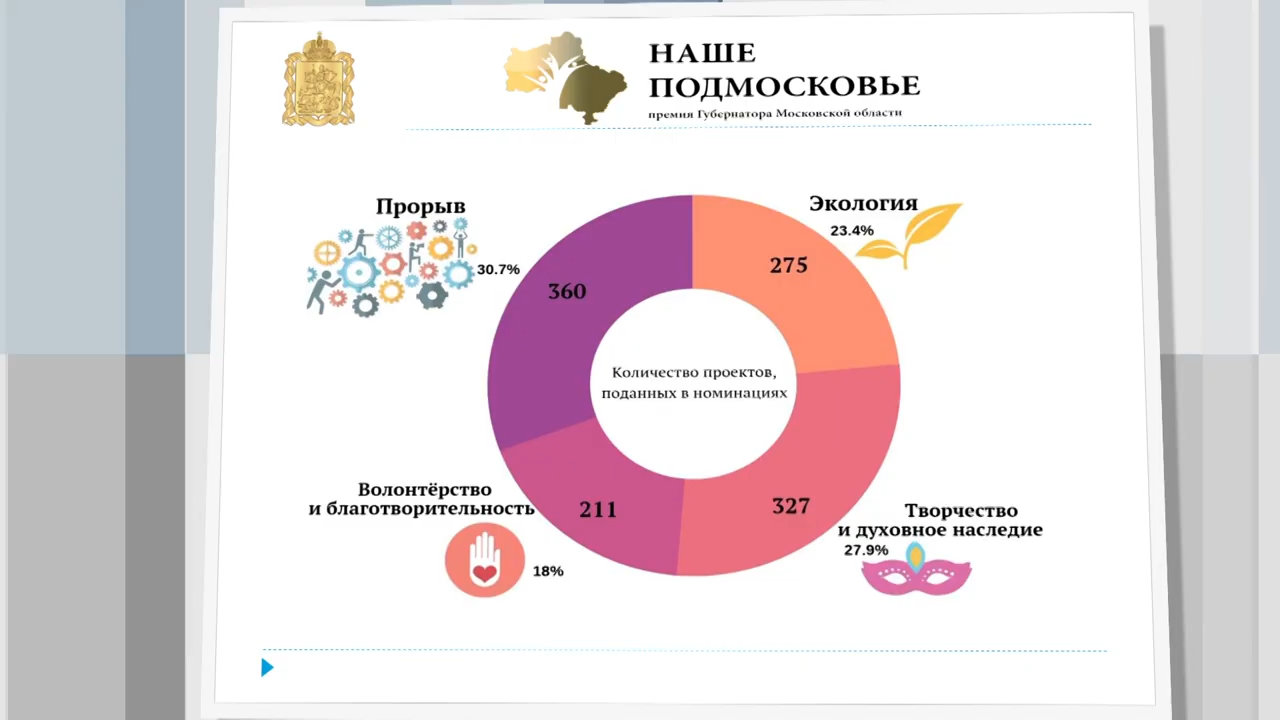 НАШЕ
ПОДМОСКОВЬЕ
премия Губернатора Московской области
Прорыв
30.7%
360
Экология
23.4%
275
Количество проектов,
поданных в номинациях
Волонтёрство
и благотворительность
18%
211
327
Творчество
и духовное наследие
27.9%